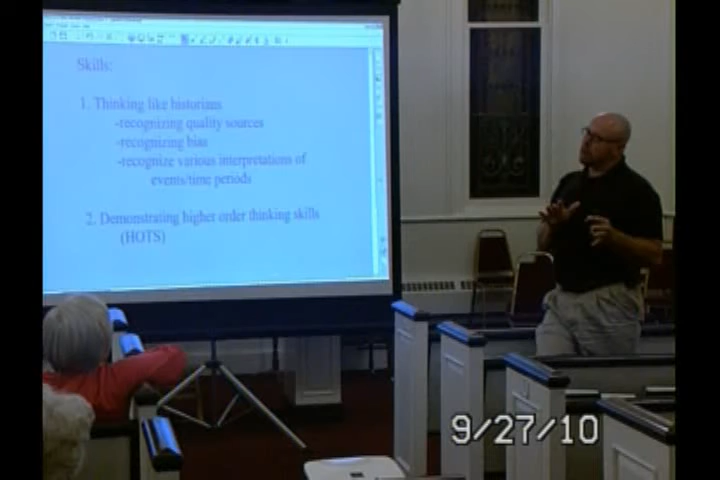 Skills:
1. Thinking like historians
-recognizing quality sources
-recognizing bias
-recognize various interpretations of
events/time periods
2. Demonstrating higher order thinking skills
(HOTS)
9/27/10